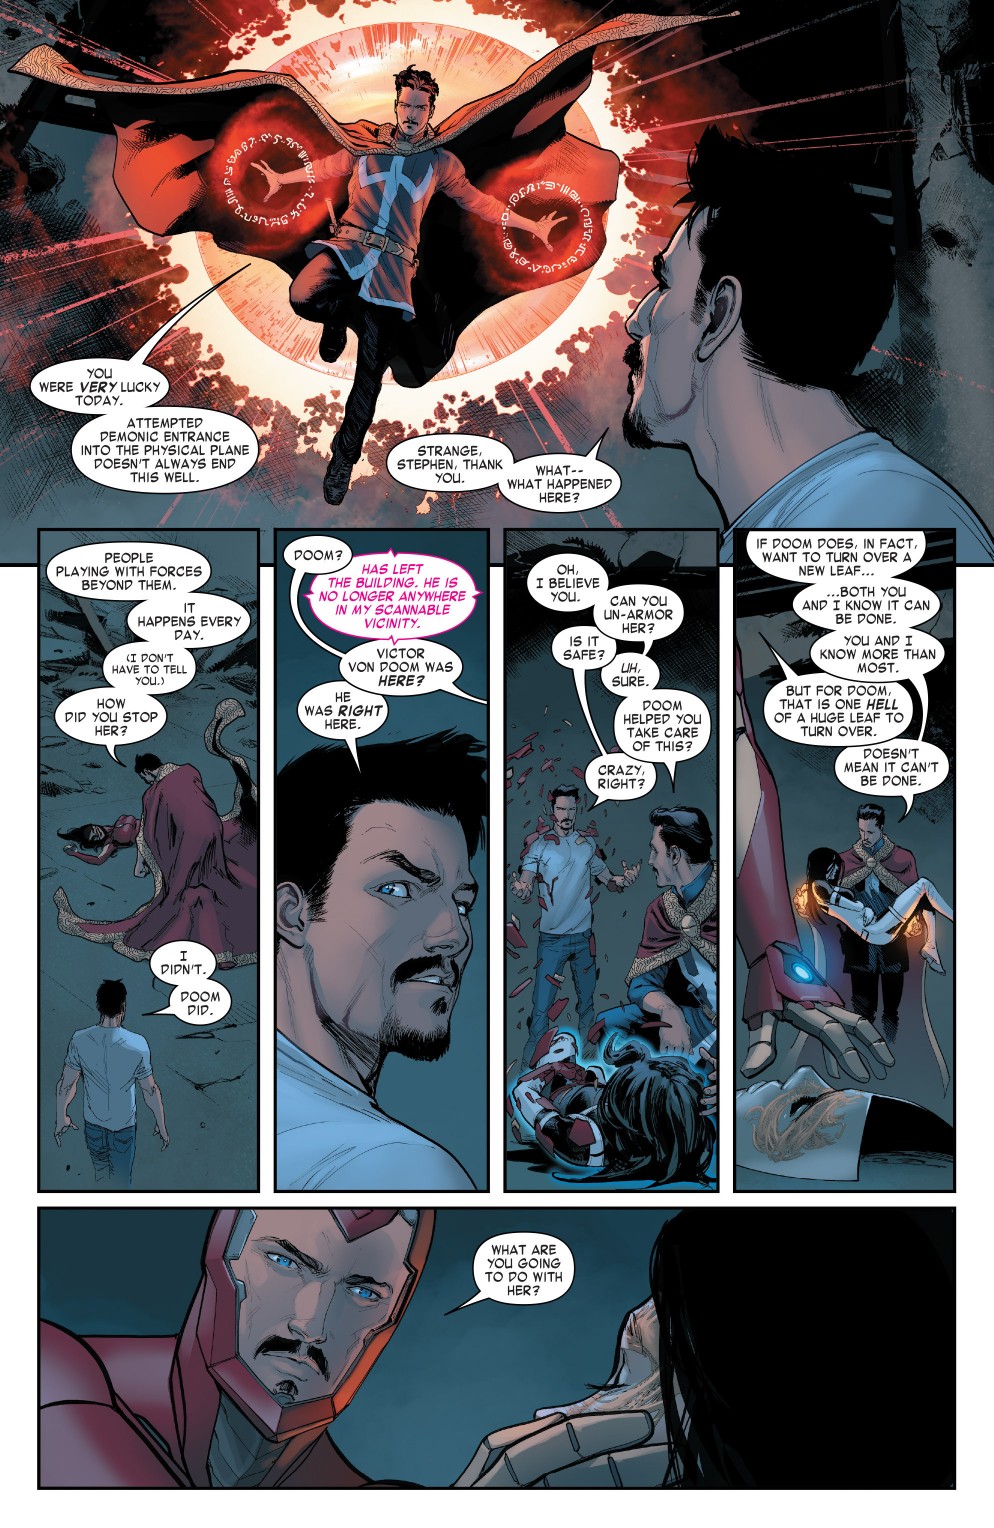 YOU
WERE VERY LUCKY
TODAY.
ATTEMPTED
DEMONIC ENTRANCE
INTO THE PHYSICAL PLANE
DOESN'T ALWAYS END
THIS WELL.
STRANGE,
STEPHEN, THANK
YOU.
WHAT--
WHAT HAPPENED
HERE?
PEOPLE
PLAYING WITH FORCES
BEYOND THEM.
IT
HAPPENS EVERY
DAY.
(I DON'T
HAVE TO TELL
YOU.)
HOW
DID YOU STOP
HER?
I
DIDN'T.
DOOM
DID.
DOOM?
HAS LEFT
THE BUILDING. HE IS
NO LONGER ANYWHERE
IN MY SCANNABLE
VICINITY.
VICTOR
VON DOOM WAS
HERE?
HE
WAS RIGHT
HERE.
OH,
I BELIEVE
YOU.
CAN YOU
UN-ARMOR
HER?
IS IT
SAFE?
UH,
SURE.
DOOM
HELPED YOU
TAKE CARE
OF THIS?
CRAZY,
RIGHT?
IF DOOM DOES, IN FACT,
WANT TO TURN OVER A
NEW LEAF...
...BOTH YOU
AND I KNOW IT CAN
BE DONE.
YOU AND I
KNOW MORE THAN
MOST.
BUT FOR DOOM,
THAT IS ONE HELL
OF A HUGE LEAF TO
TURN OVER.
DOESN'T
MEAN IT CAN'T
BE DONE.
WHAT ARE
YOU GOING
TO DO WITH
HER?